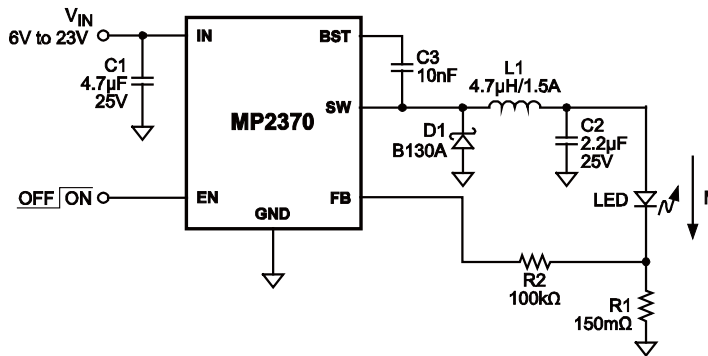 VIN
6V to 23V
C1
4.7µF
25V
OFF ON
IN
BST
SW
MP2370
EN
FB
GND
C3
10nF
L1
4.7µH/1.5A
D1
B130A
C2
2.2µF
25V
LED
R2
100kΩ
R1
150mΩ